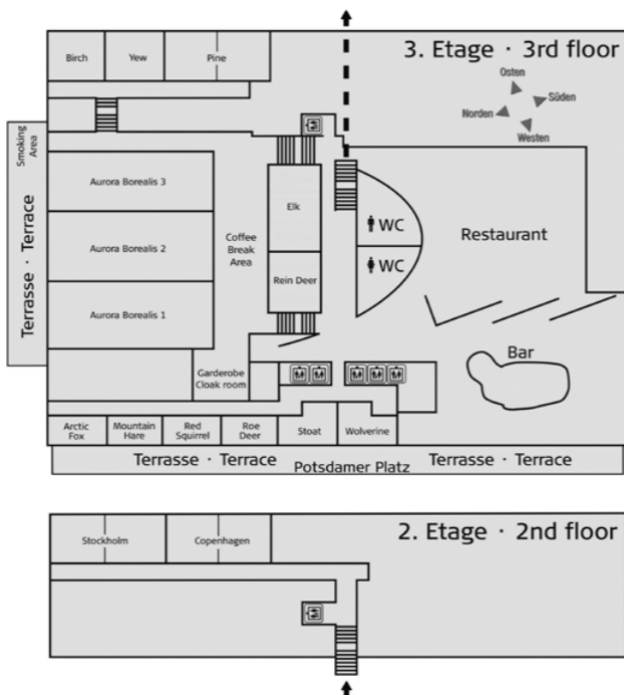 3. Etage · 3rd floor
Birch
Yew
Pine
Osten
Süden
Norden
Westen
Smoking
Area
Terrasse · Terrace
Aurora Borealis 3
Aurora Borealis 2
Aurora Borealis 1
Coffee
Break
Area
Elk
Rein Deer
WC
WC
Restaurant
Bar
Garderobe
Cloak room
Arctic
Fox
Mountain
Hare
Red
Squirrel
Roe
Deer
Stoat
Wolverine
Terrasse · Terrace
Potsdamer Platz
Terrasse · Terrace
2. Etage · 2nd floor
Stockholm
Copenhagen